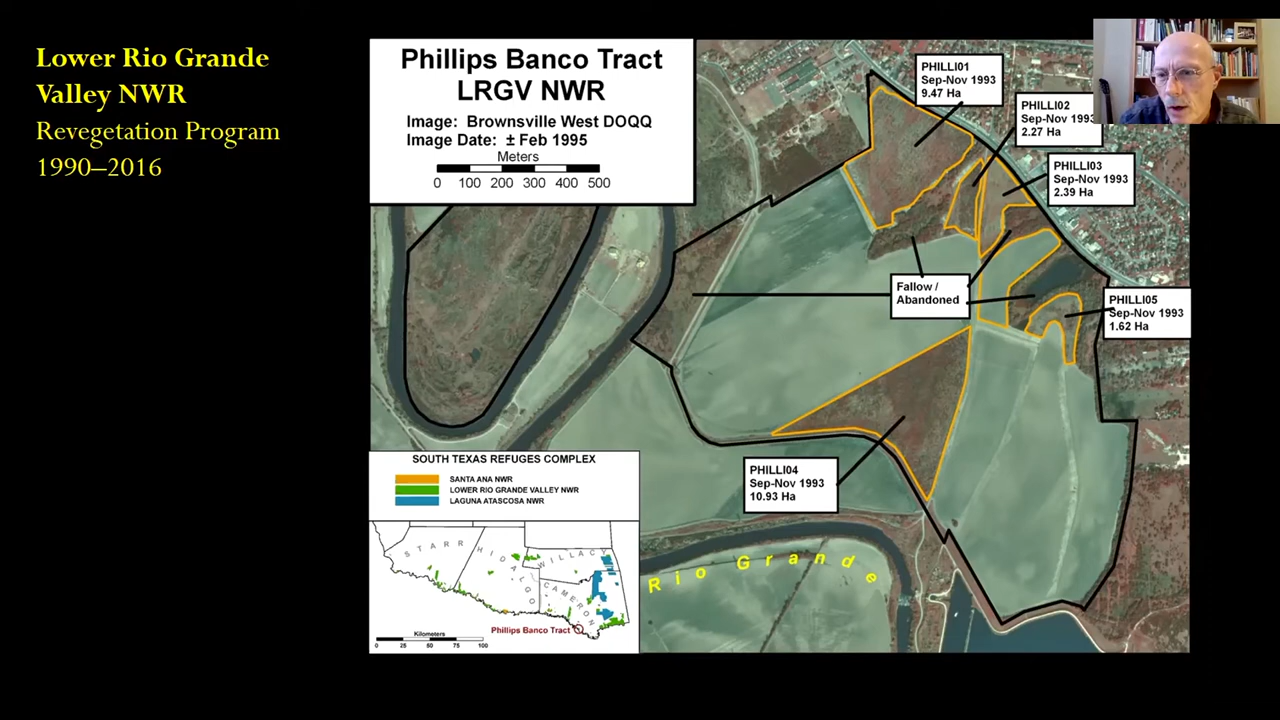 Lower Rio Grande
Valley NWR
Revegetation Program
1990–2016
Phillips Banco Tract
LRGV NWR
Image: Brownsville West DOQQ
Image Date: ± Feb 1995
Meters
0 100 200 300 400 500
PHILLI01
Sep-Nov 1993
9.47 Ha
PHILLI02
Sep-Nov 1993
2.27 Ha
PHILLI03
Sep-Nov 1993
2.39 Ha
Fallow /
Abandoned
PHILLI05
Sep-Nov 1993
1.62 Ha
PHILLI04
Sep-Nov 1993
10.93 Ha
Rio Grande
SOUTH TEXAS REFUGES COMPLEX
SANTA ANA NWR
LOWER RIO GRANDE VALLEY NWR
LAGUNA ATASCOSA NWR
STARR
HIDALGO
WILLACY
CAMERON
Phillips Banco Tract
Kilometers
0 25 50 75 100